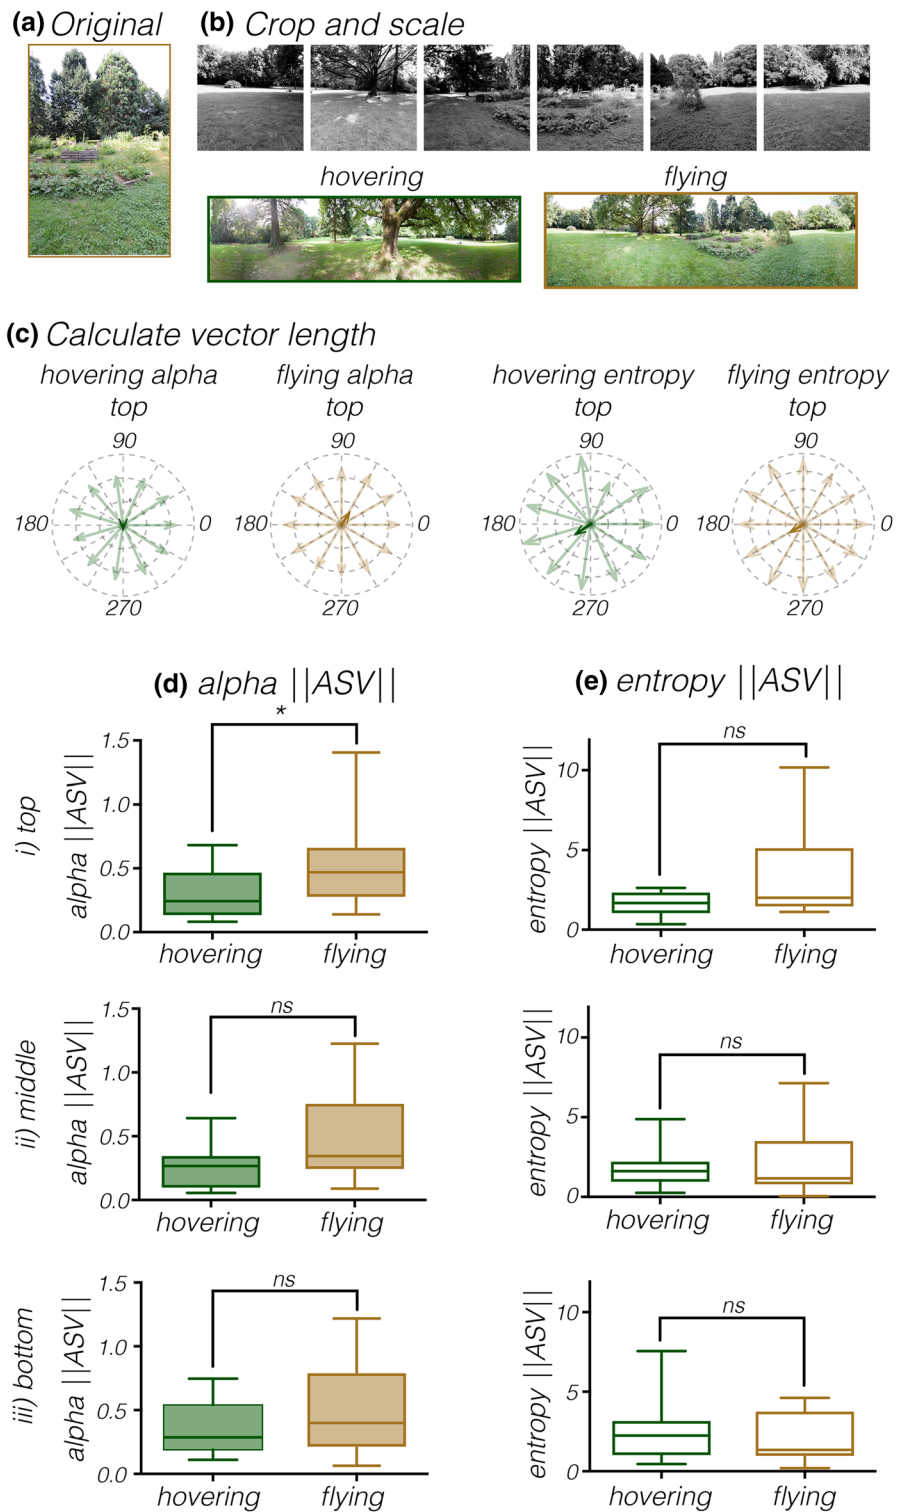 (a) Original
(b) Crop and scale
hovering
flying
(c) Calculate vector length
hovering alpha
top
flying alpha
top
hovering entropy
top
flying entropy
top
90
180
0
270
90
180
0
270
90
180
0
270
90
180
0
270
(d) alpha ||ASV||
(e) entropy ||ASV||
i) top
alpha ||ASV||
1.5
1.0
0.5
0.0
*
hovering
flying
entropy ||ASV||
10
5
0
ns
hovering
flying
ii) middle
alpha ||ASV||
1.5
1.0
0.5
0.0
ns
hovering
flying
entropy ||ASV||
10
5
0
ns
hovering
flying
iii) bottom
alpha ||ASV||
1.5
1.0
0.5
0.0
ns
hovering
flying
entropy ||ASV||
10
5
0
ns
hovering
flying